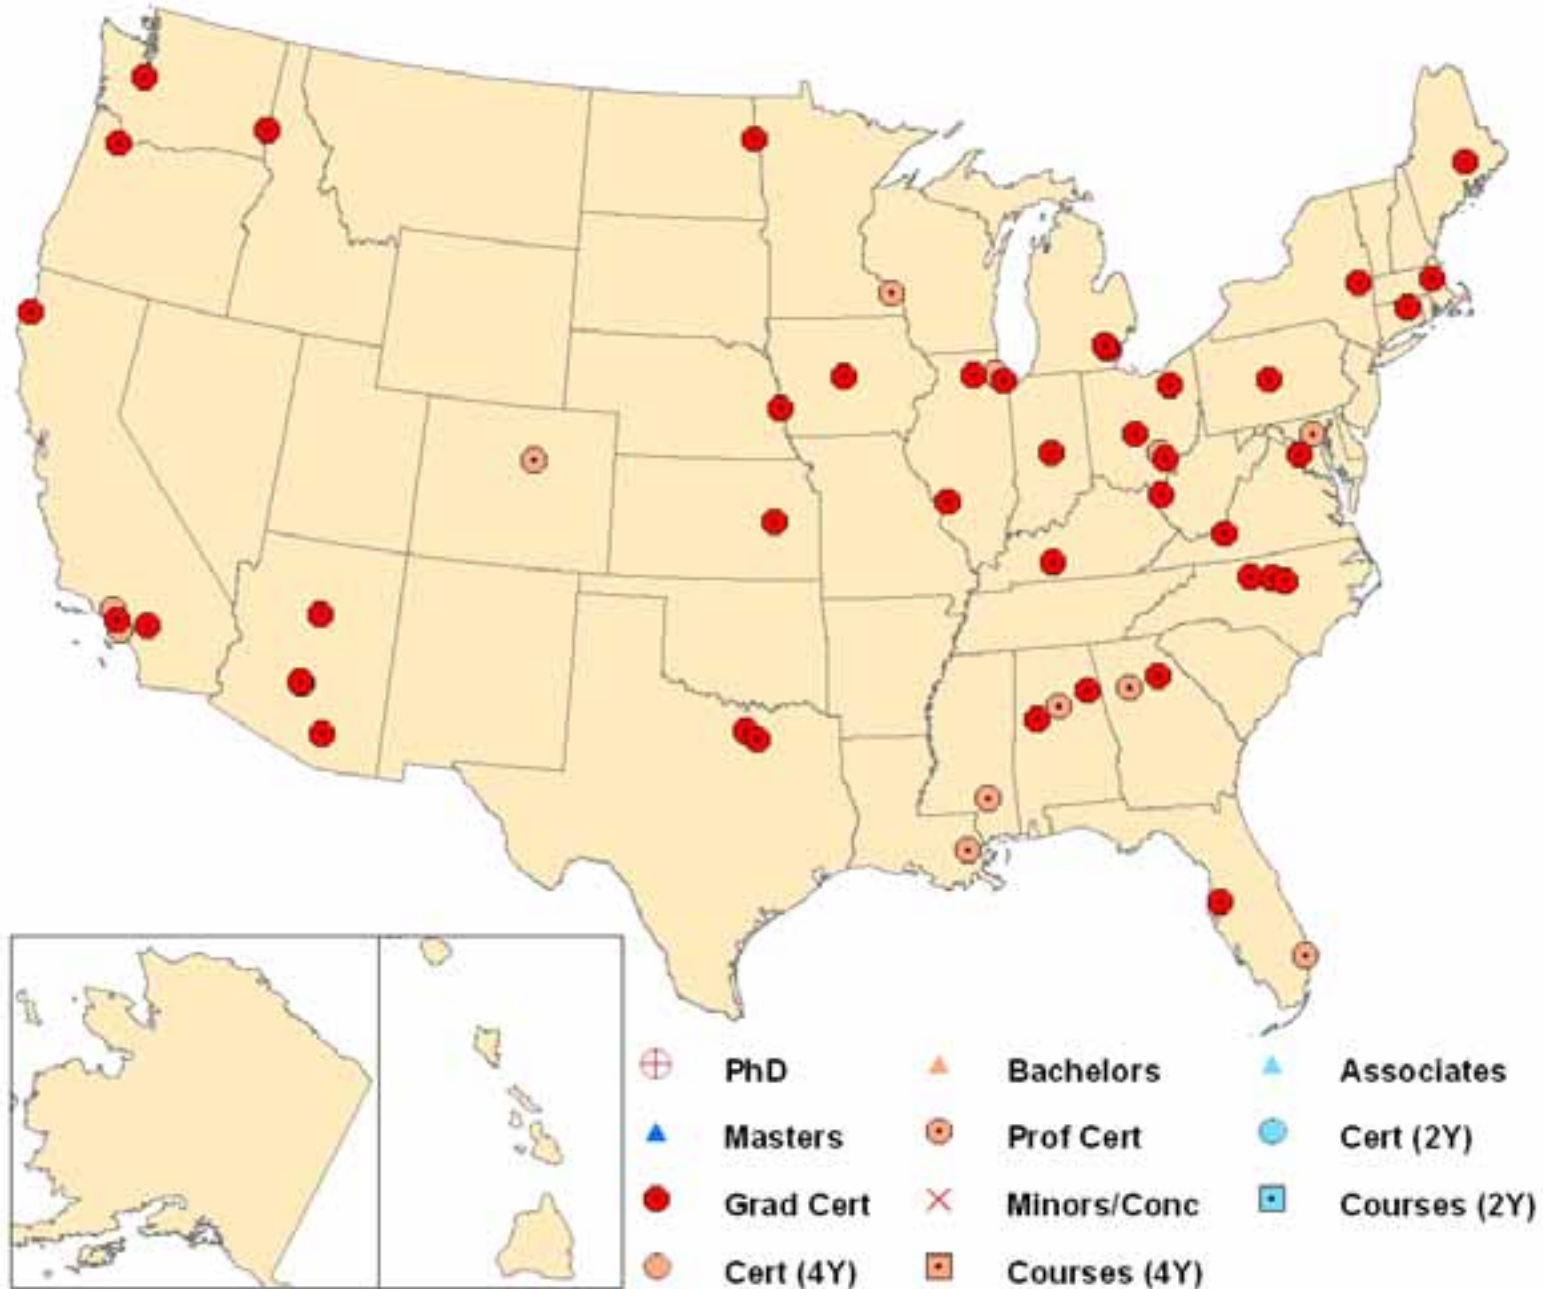 PhD
Bachelors
Associates
Masters
Prof Cert
Cert (2Y)
Grad Cert
Minors/Conc
Courses (2Y)
Cert (4Y)
Courses (4Y)